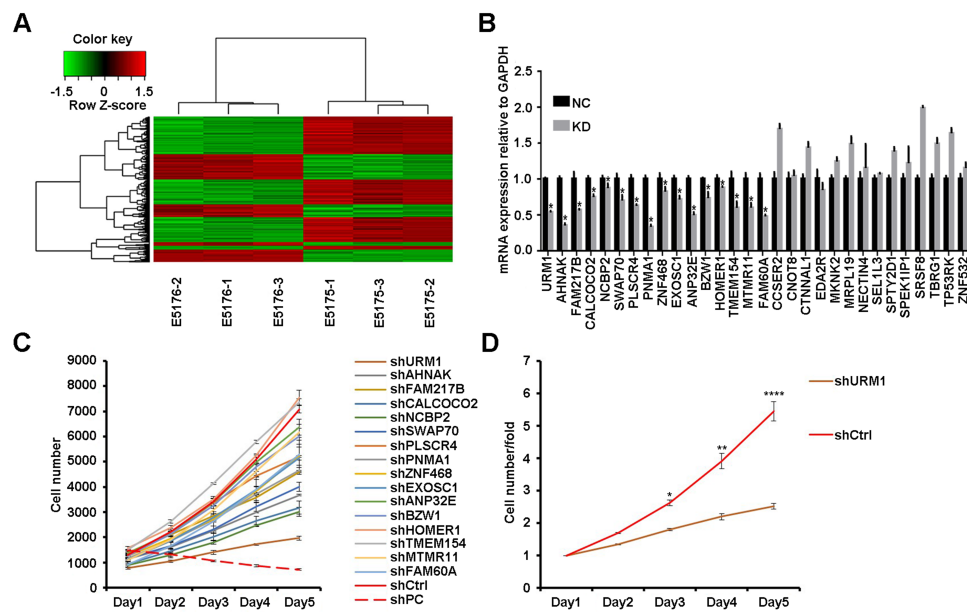 A
Color key
-1.5 0 1.5
Row Z-score
E5176-2
E5176-1
E5176-3
E5175-1
E5175-3
E5175-2
B
mRNA expression relative to GAPDH
2.5
2.0
1.5
1.0
0.5
0.0
NC
KD
* * * * * * * * * * * * * * * *
URM1
AHNAK
FAM217B
CALCOCO2
NCBP2
SWAP70
PLSCR4
PNMA1
ZNF468
EXOSC1
ANP32E
BZW1
HOMER1
TMEM154
MTMR11
FAM60A
CCSER2
CNOT8
CTNNAL1
EDA2R
MKNK2
MRPL19
NECTIN4
SEL1L3
SPTY2D1
SPEK1IP1
SRSF8
TBRG1
TP53RK
ZNF532
C
Cell number
9000
8000
7000
6000
5000
4000
3000
2000
1000
0
Day1 Day2 Day3 Day4 Day5
shURM1
shAHNAK
shFAM217B
shCALCOCO2
shNCBP2
shSWAP70
shPLSCR4
shPNMA1
shZNF468
shEXOSC1
shANP32E
shBZW1
shHOMER1
shTMEM154
shMTMR11
shFAM60A
shCtrl
shPC
D
Cell number/fold
7
6
5
4
3
2
1
0
*
**
****
Day1 Day2 Day3 Day4 Day5
shURM1
shCtrl